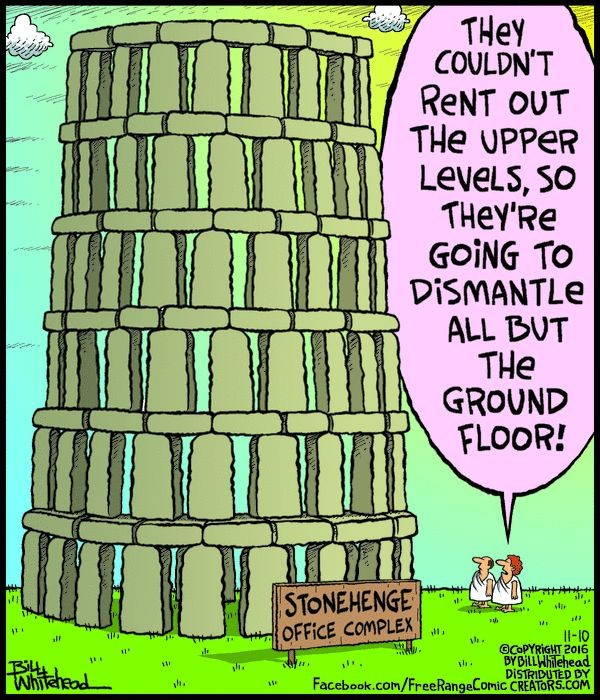 THEY
COULDN'T
RENT OUT
THE UPPER
LEVELS, SO
THEY'RE
GOING TO
DISMANTLE
ALL BUT
THE
GROUND
FLOOR!
STONEHENGE
OFFICE COMPLEX
11-10
©COPYRIGHT 2016
BY BILL WHITEHEAD
DISTRIBUTED BY
CREATORS.COM
Bill
Whitehead
Facebook.com/FreeRangeComic